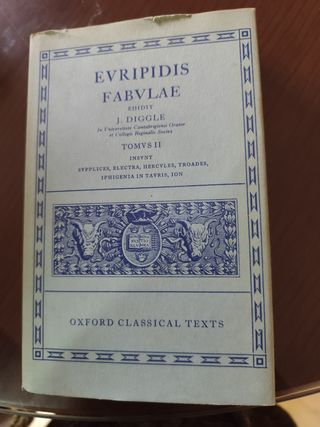 EVRIPIDIS
FABVLAE
EDIDIT
J. DIGGLE
In Universitate Cantabrigiensi Orator
et Collegii Reginalis Socius
TOMVS II
INSVNT
SVPPLICES, ELECTRA, HERCVLES, TROADES,
IPHIGENIA IN TAVRIS, ION
OXFORD CLASSICAL TEXTS